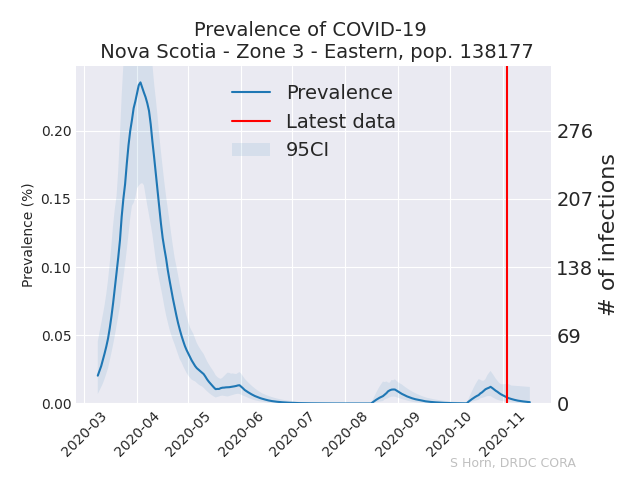 Prevalence of COVID-19
Nova Scotia - Zone 3 - Eastern, pop. 138177
Prevalence
Latest data
95CI
Prevalence (%)
0.20
0.15
0.10
0.05
0.00
276
207
138
69
0
# of infections
2020-03
2020-04
2020-05
2020-06
2020-07
2020-08
2020-09
2020-10
2020-11
S Horn, DRDC CORA